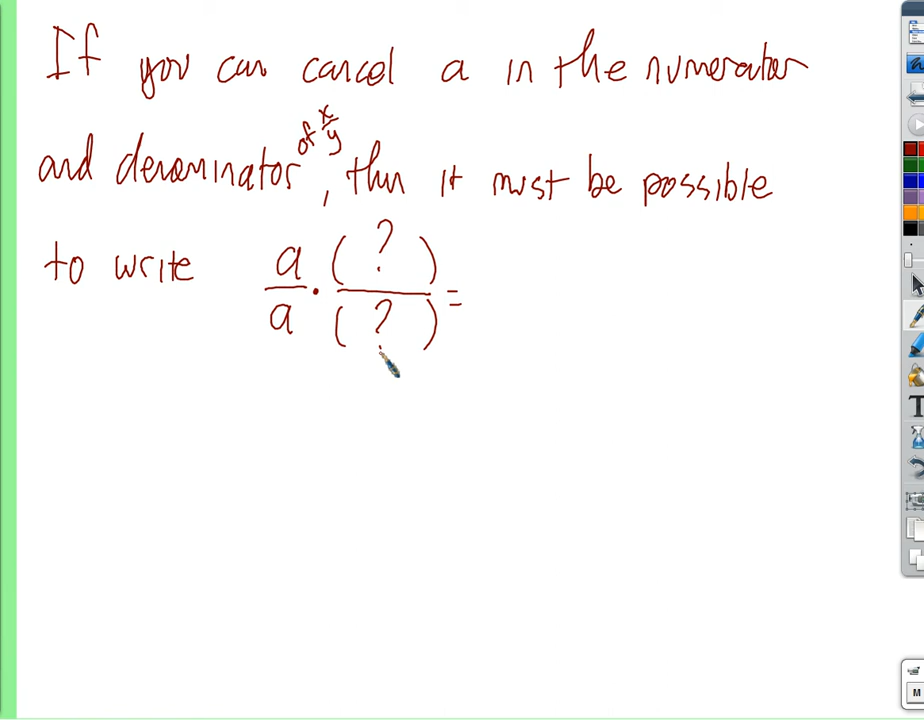 If you can cancel a in the numerator
and denominator of x/y, then it must be possible
to write a/a · (?)/(?) =
T
M